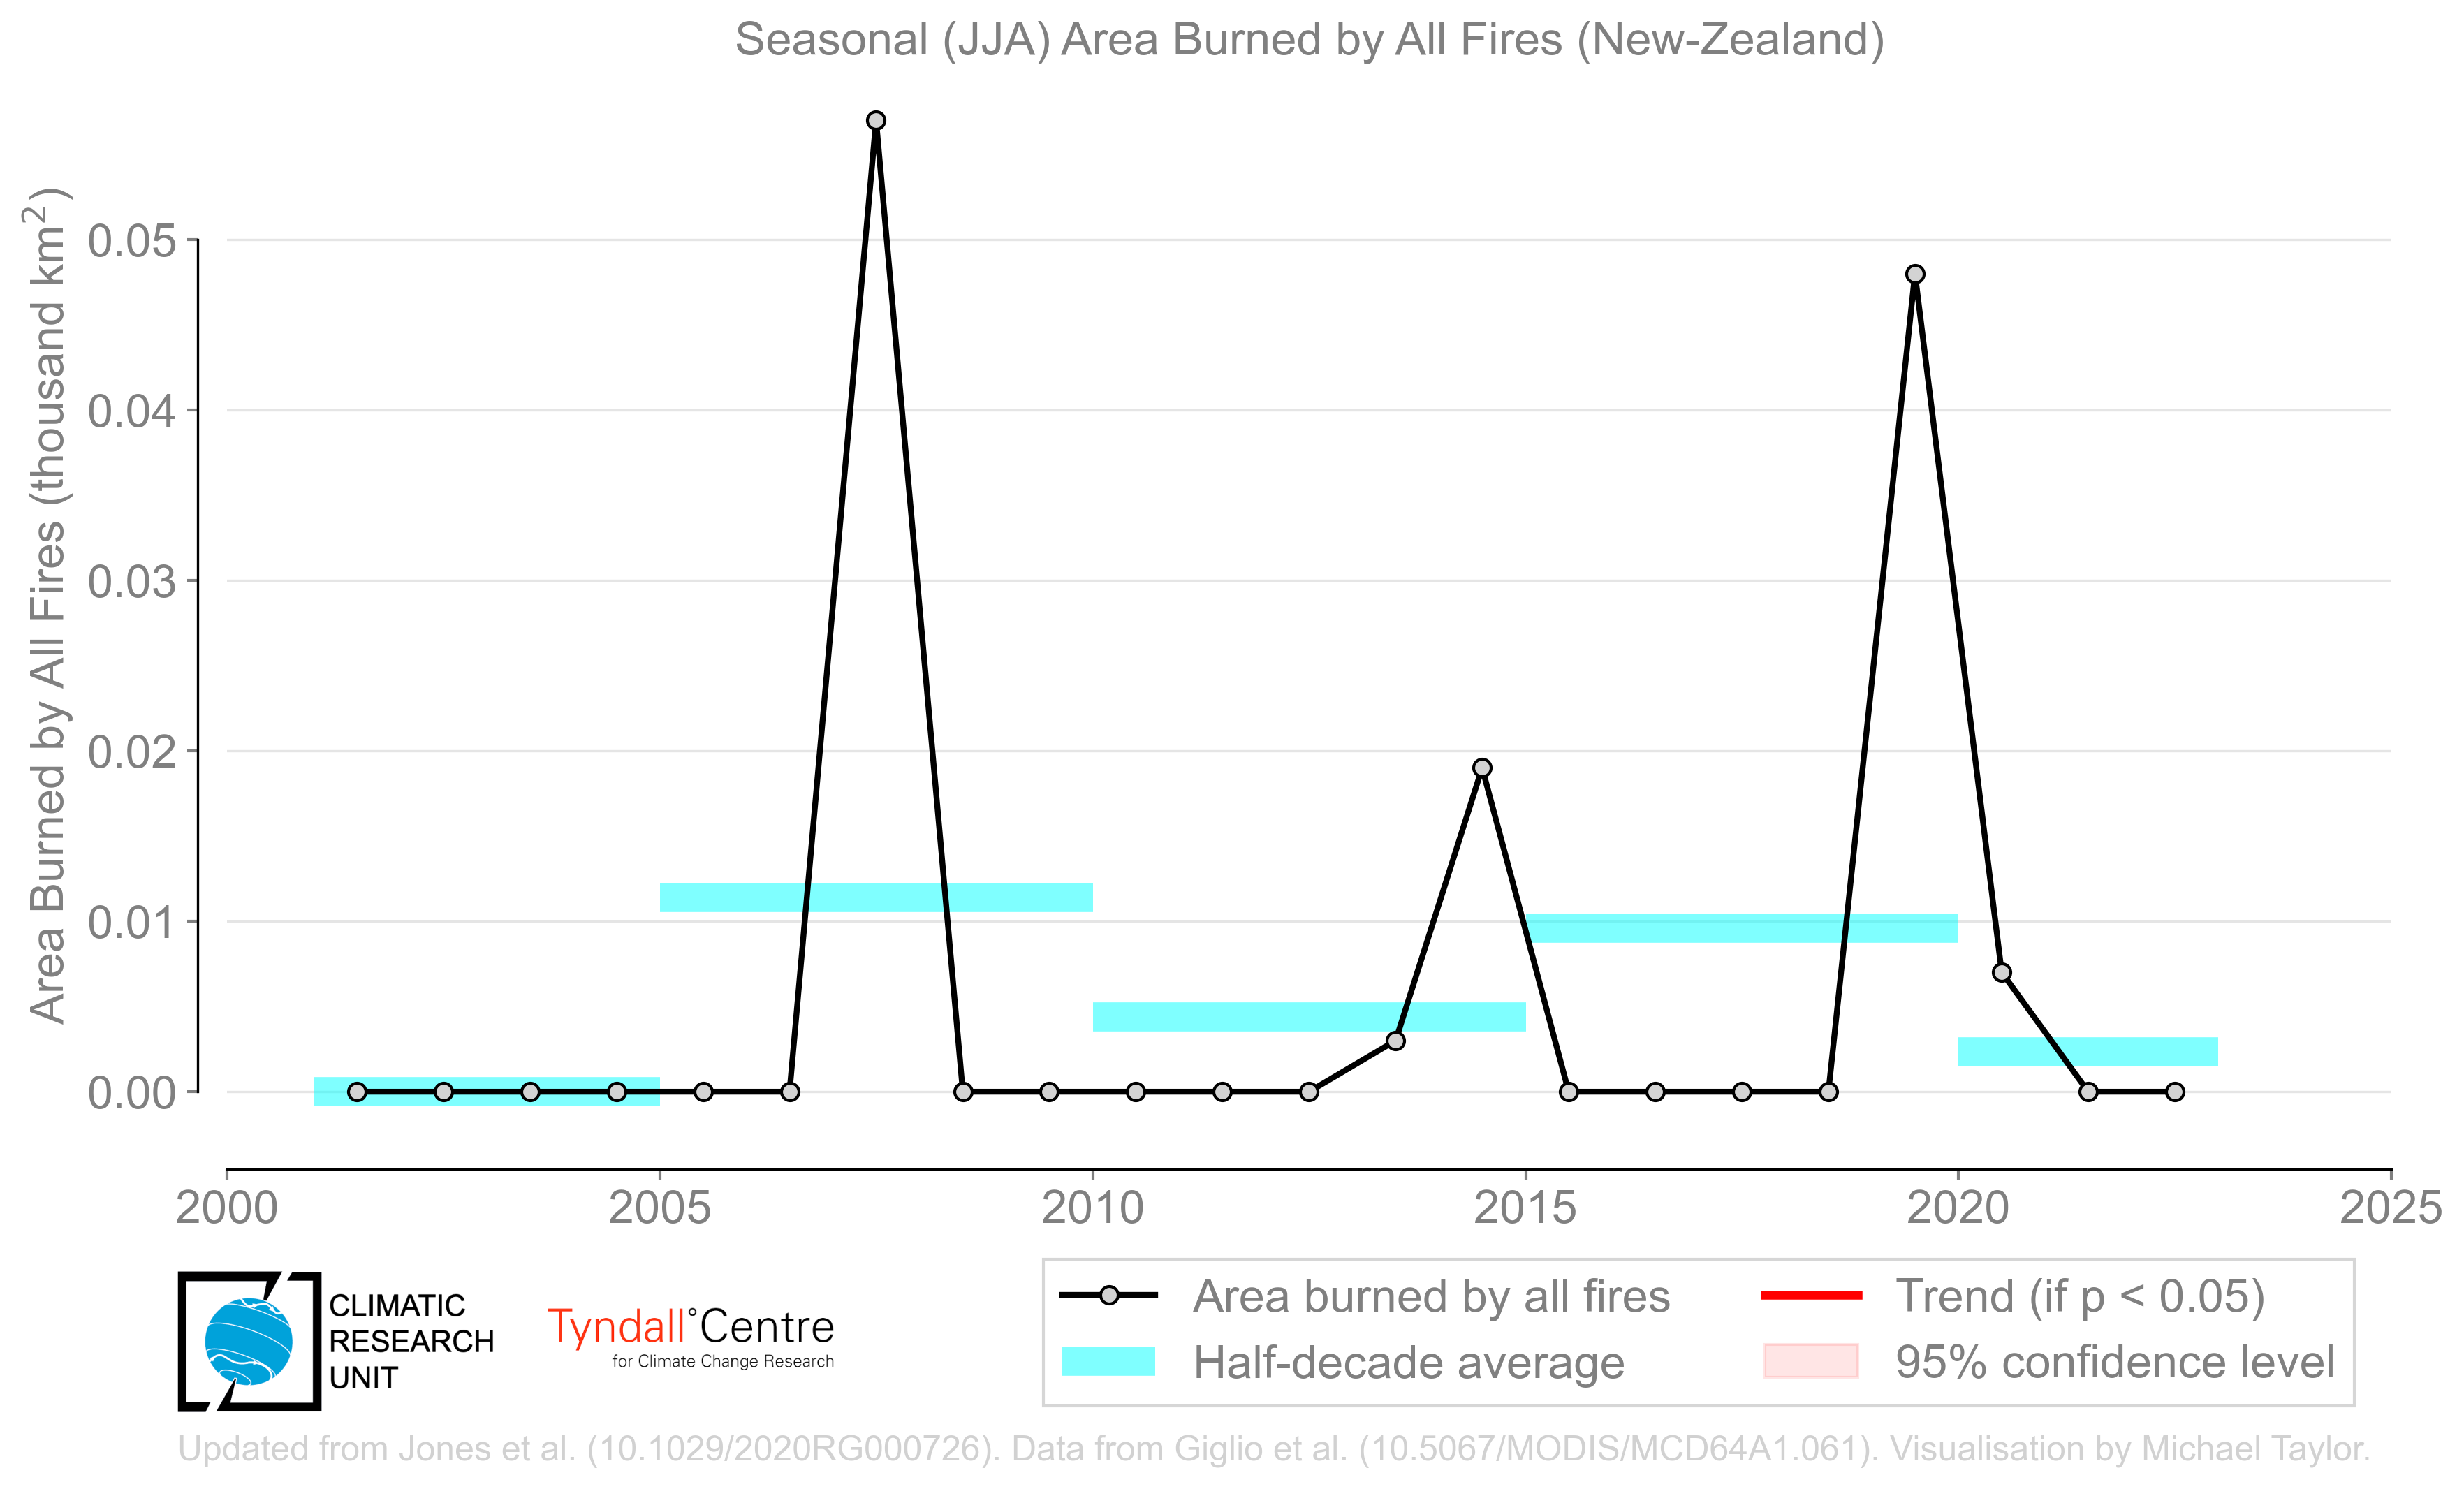 Seasonal (JJA) Area Burned by All Fires (New-Zealand)
Area Burned by All Fires (thousand km²)
0.05
0.04
0.03
0.02
0.01
0.00
2000 2005 2010 2015 2020 2025
CLIMATIC
RESEARCH
UNIT
Tyndall°Centre
for Climate Change Research
Area burned by all fires
Half-decade average
Trend (if p < 0.05)
95% confidence level
Updated from Jones et al. (10.1029/2020RG000726). Data from Giglio et al. (10.5067/MODIS/MCD64A1.061). Visualisation by Michael Taylor.